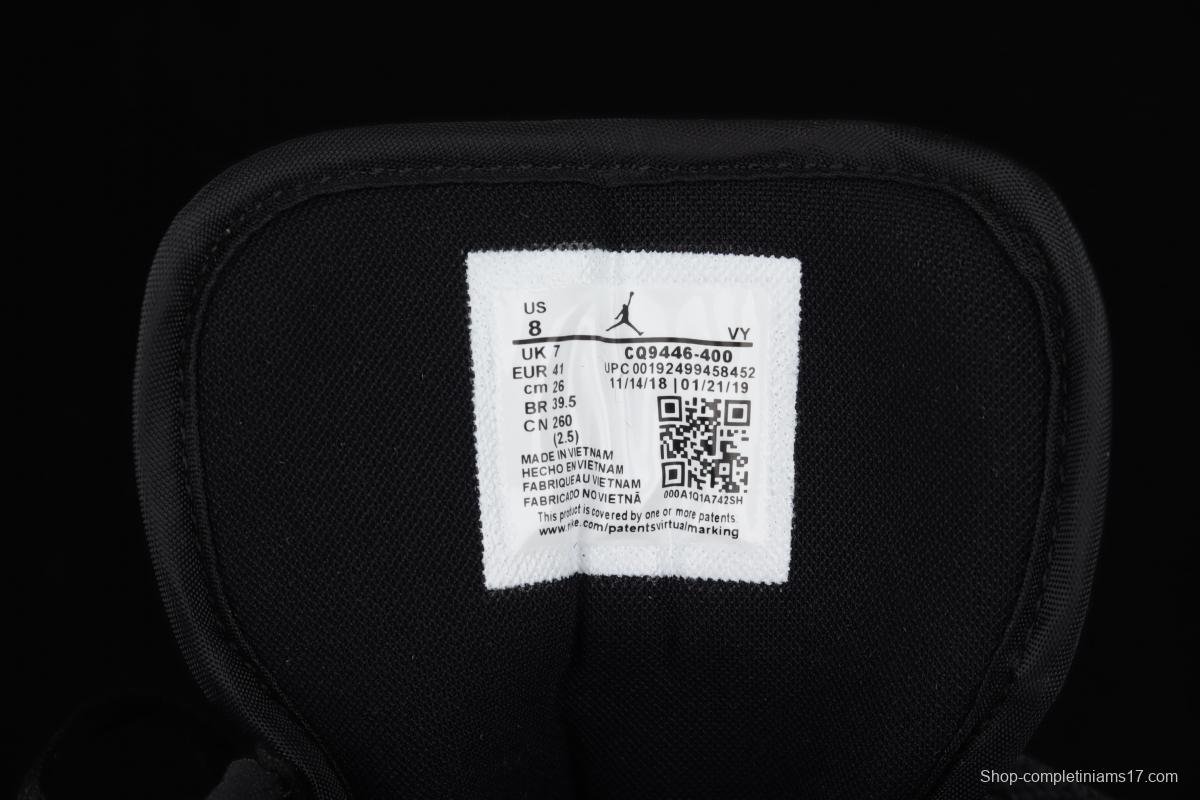 US
8
VY
UK 7
CQ9446-400
EUR 41
UPC 00192499458452
cm 26
11/14/18 | 01/21/19
BR 39.5
CN 260
(2.5)
MADE IN VIETNAM
HECHO EN VIETNAM
FABRIQUE AU VIETNAM
FABRICADO NO VIETNÃ
000A1Q1A742SH
This product is covered by one or more patents.
www.nike.com/patentsvirtualmarking
Shop-completiniams17.com